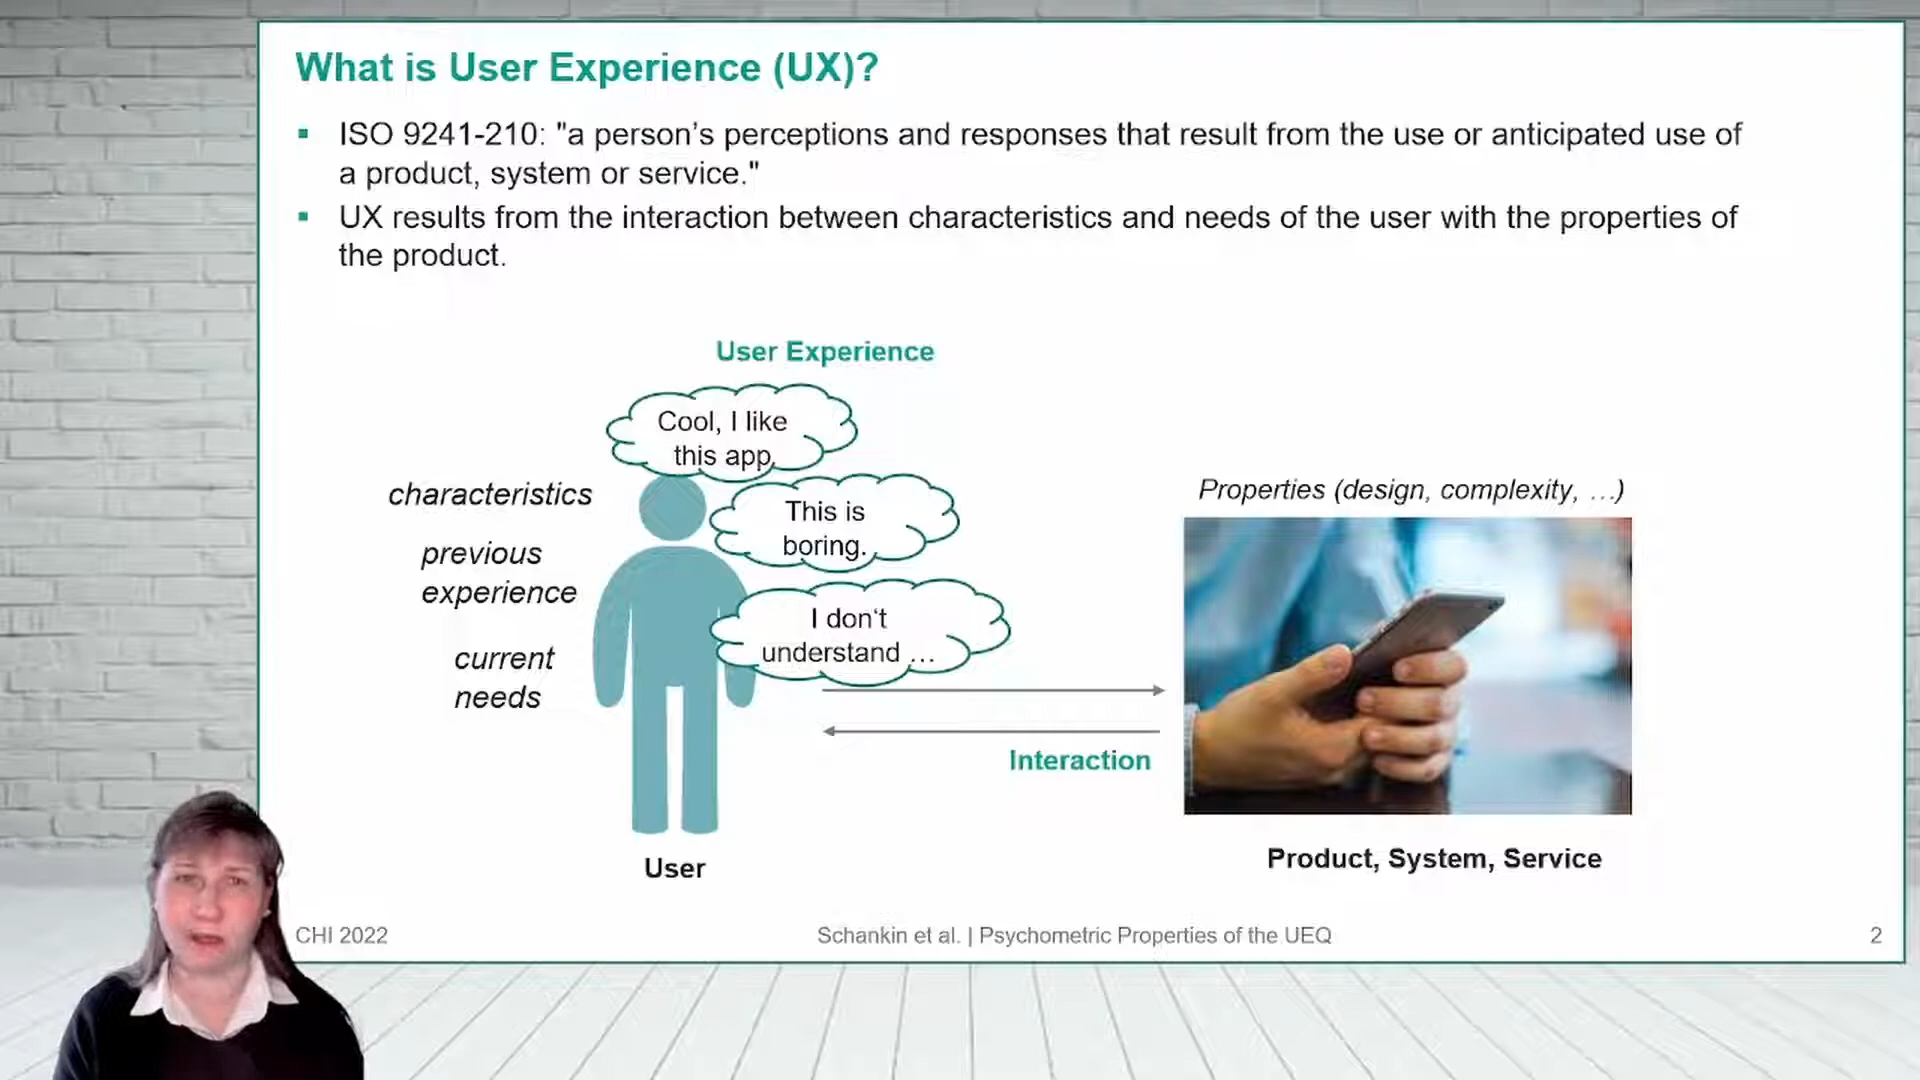 What is User Experience (UX)?
▪ ISO 9241-210: "a person’s perceptions and responses that result from the use or anticipated use of
a product, system or service."
▪ UX results from the interaction between characteristics and needs of the user with the properties of
the product.
User Experience
Cool, I like
this app.
This is
boring.
I don‘t
understand …
characteristics
previous
experience
current
needs
Properties (design, complexity, …)
Interaction
User
Product, System, Service
CHI 2022
Schankin et al. | Psychometric Properties of the UEQ
2